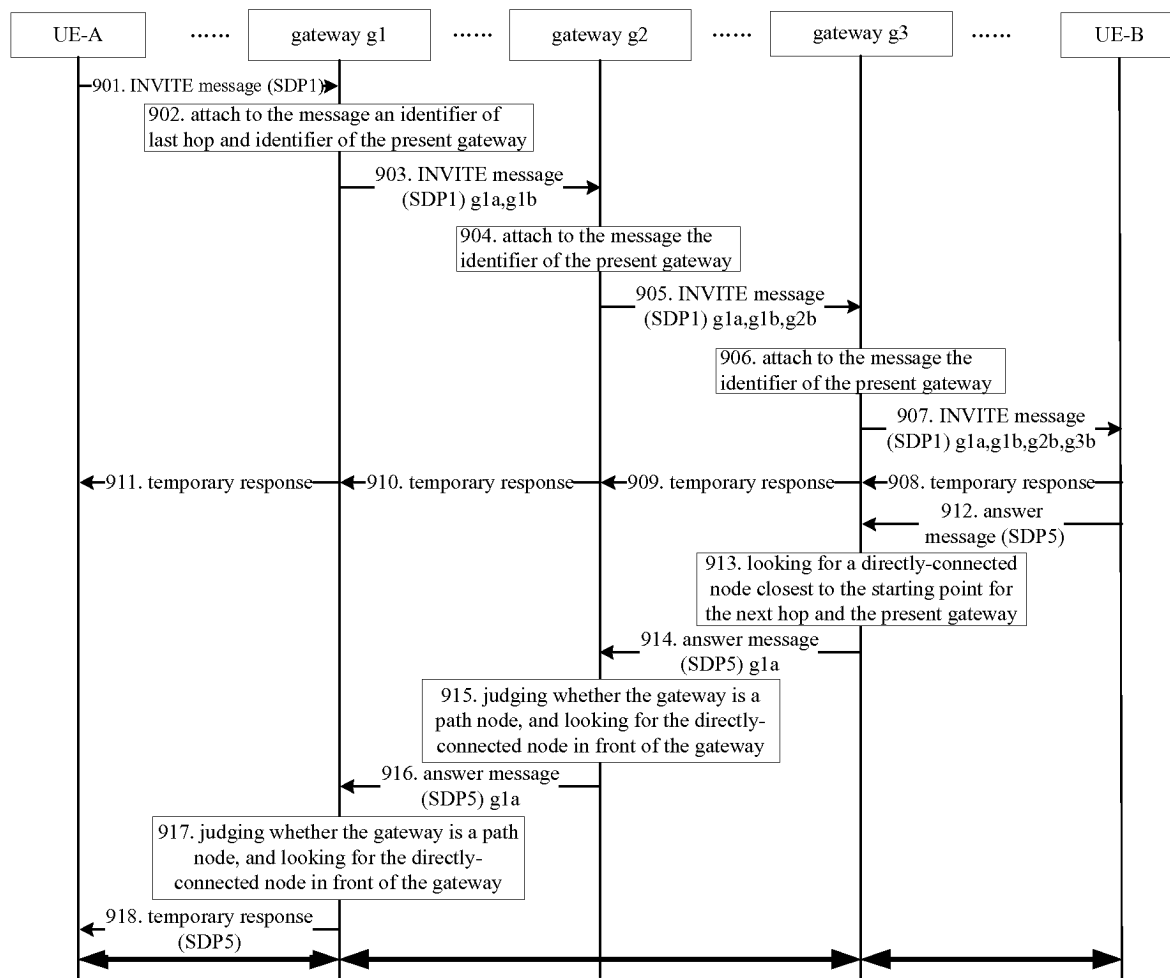 UE-A
......
gateway g1
......
gateway g2
......
gateway g3
......
UE-B
901. INVITE message (SDP1)
902. attach to the message an identifier of
last hop and identifier of the present gateway
903. INVITE message
(SDP1) g1a,g1b
904. attach to the message the
identifier of the present gateway
905. INVITE message
(SDP1) g1a,g1b,g2b
906. attach to the message the
identifier of the present gateway
907. INVITE message
(SDP1) g1a,g1b,g2b,g3b
911. temporary response
910. temporary response
909. temporary response
908. temporary response
912. answer
message (SDP5)
913. looking for a directly-connected
node closest to the starting point for
the next hop and the present gateway
914. answer message
(SDP5) g1a
915. judging whether the gateway is a
path node, and looking for the directly-
connected node in front of the gateway
916. answer message
(SDP5) g1a
917. judging whether the gateway is a path
node, and looking for the directly-
connected node in front of the gateway
918. temporary response
(SDP5)